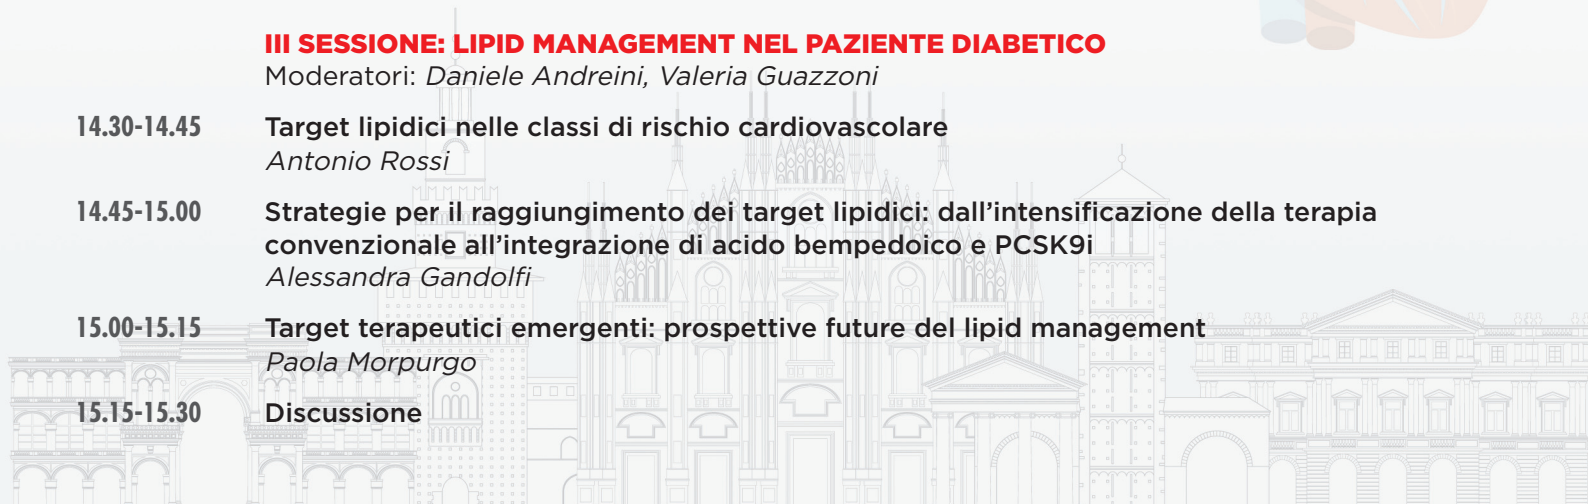 III SESSIONE: LIPID MANAGEMENT NEL PAZIENTE DIABETICO
Moderatori: Daniele Andreini, Valeria Guazzoni
14.30-14.45 Target lipidici nelle classi di rischio cardiovascolare
Antonio Rossi
14.45-15.00 Strategie per il raggiungimento dei target lipidici: dall’intensificazione della terapia
convenzionale all’integrazione di acido bempedoico e PCSK9i
Alessandra Gandolfi
15.00-15.15 Target terapeutici emergenti: prospettive future del lipid management
Paola Morpurgo
15.15-15.30 Discussione